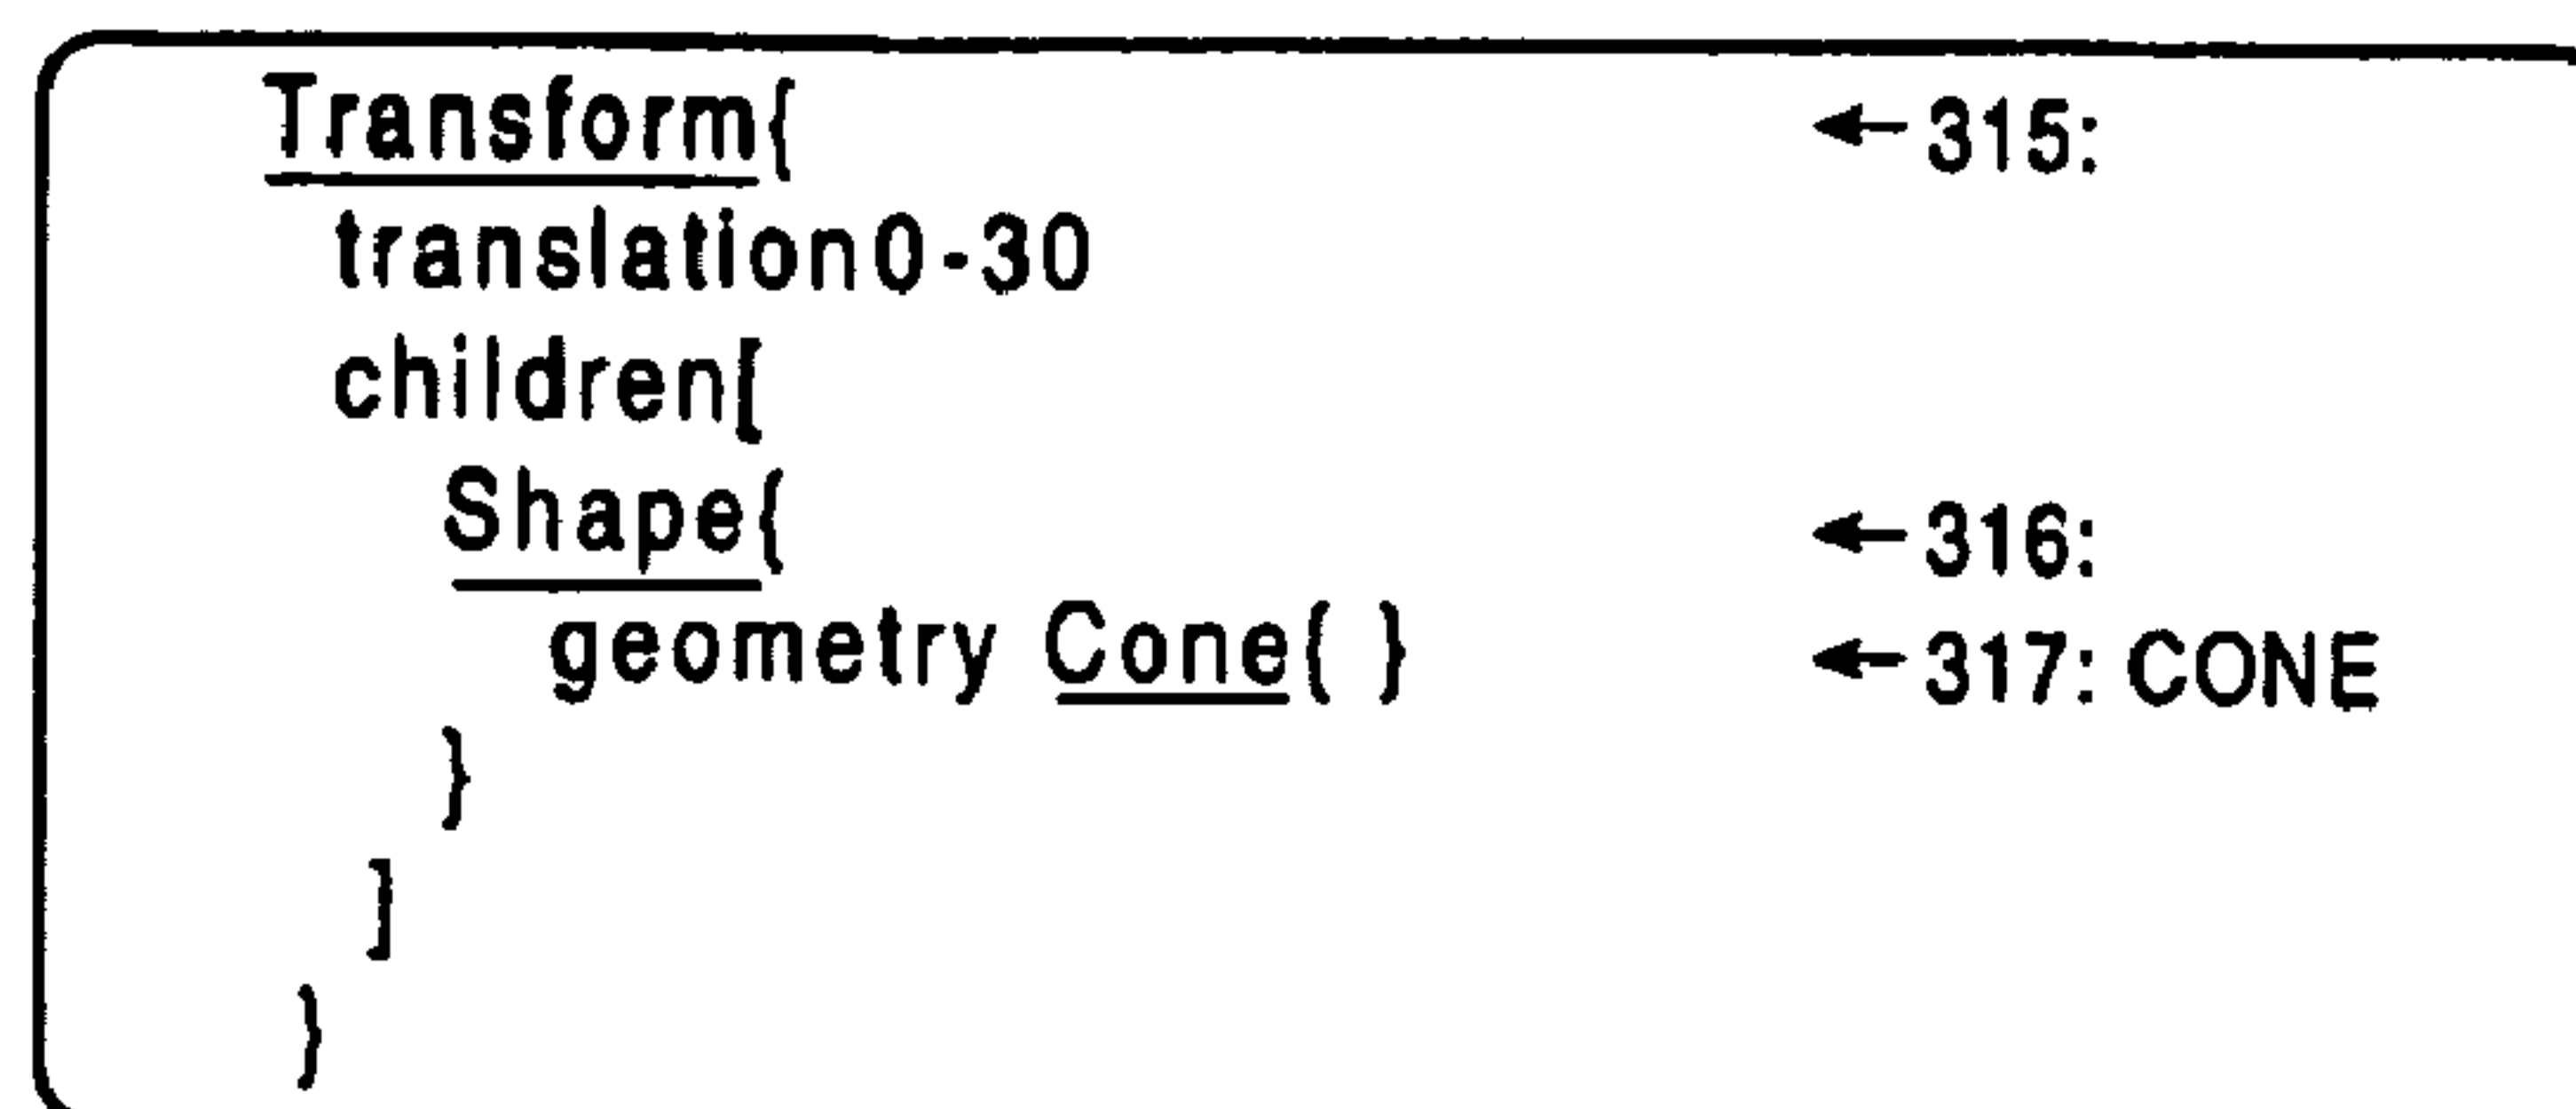 Transform{ ←315:
translation0-30
children[
Shape{ ←316:
geometry Cone{ } ←317: CONE
}
]
}